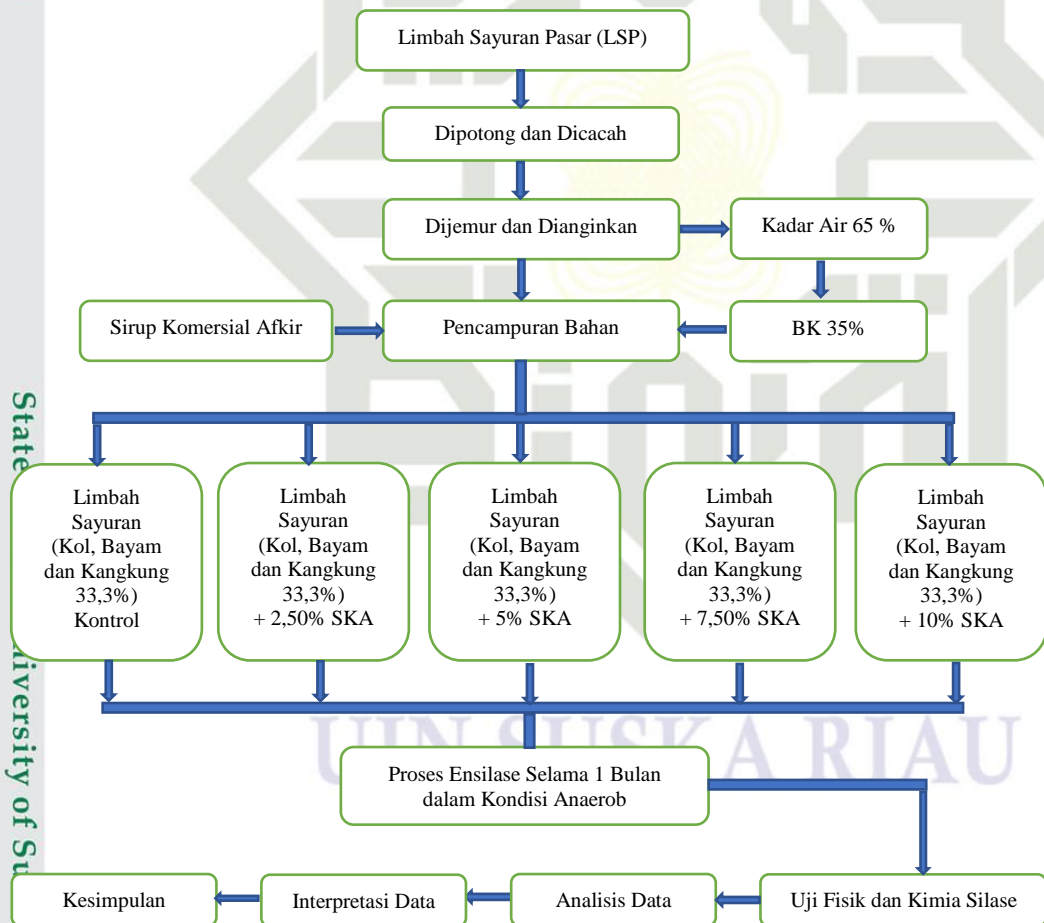 Limbah Sayuran Pasar (LSP)
Dipotong dan Dicacah
Dijemur dan Dianginkan
Kadar Air 65 %
Sirup Komersial Afkir
Pencampuran Bahan
BK 35%
Limbah
Sayuran
(Kol, Bayam
dan Kangkung
33,3%)
Kontrol
Limbah
Sayuran
(Kol, Bayam
dan Kangkung
33,3%)
+ 2,50% SKA
Limbah
Sayuran
(Kol, Bayam
dan Kangkung
33,3%)
+ 5% SKA
Limbah
Sayuran
(Kol, Bayam
dan Kangkung
33,3%)
+ 7,50% SKA
Limbah
Sayuran
(Kol, Bayam
dan Kangkung
33,3%)
+ 10% SKA
Proses Ensilase Selama 1 Bulan
dalam Kondisi Anaerob
Uji Fisik dan Kimia Silase
Analisis Data
Interpretasi Data
Kesimpulan
UIN SUSKA RIAU
State